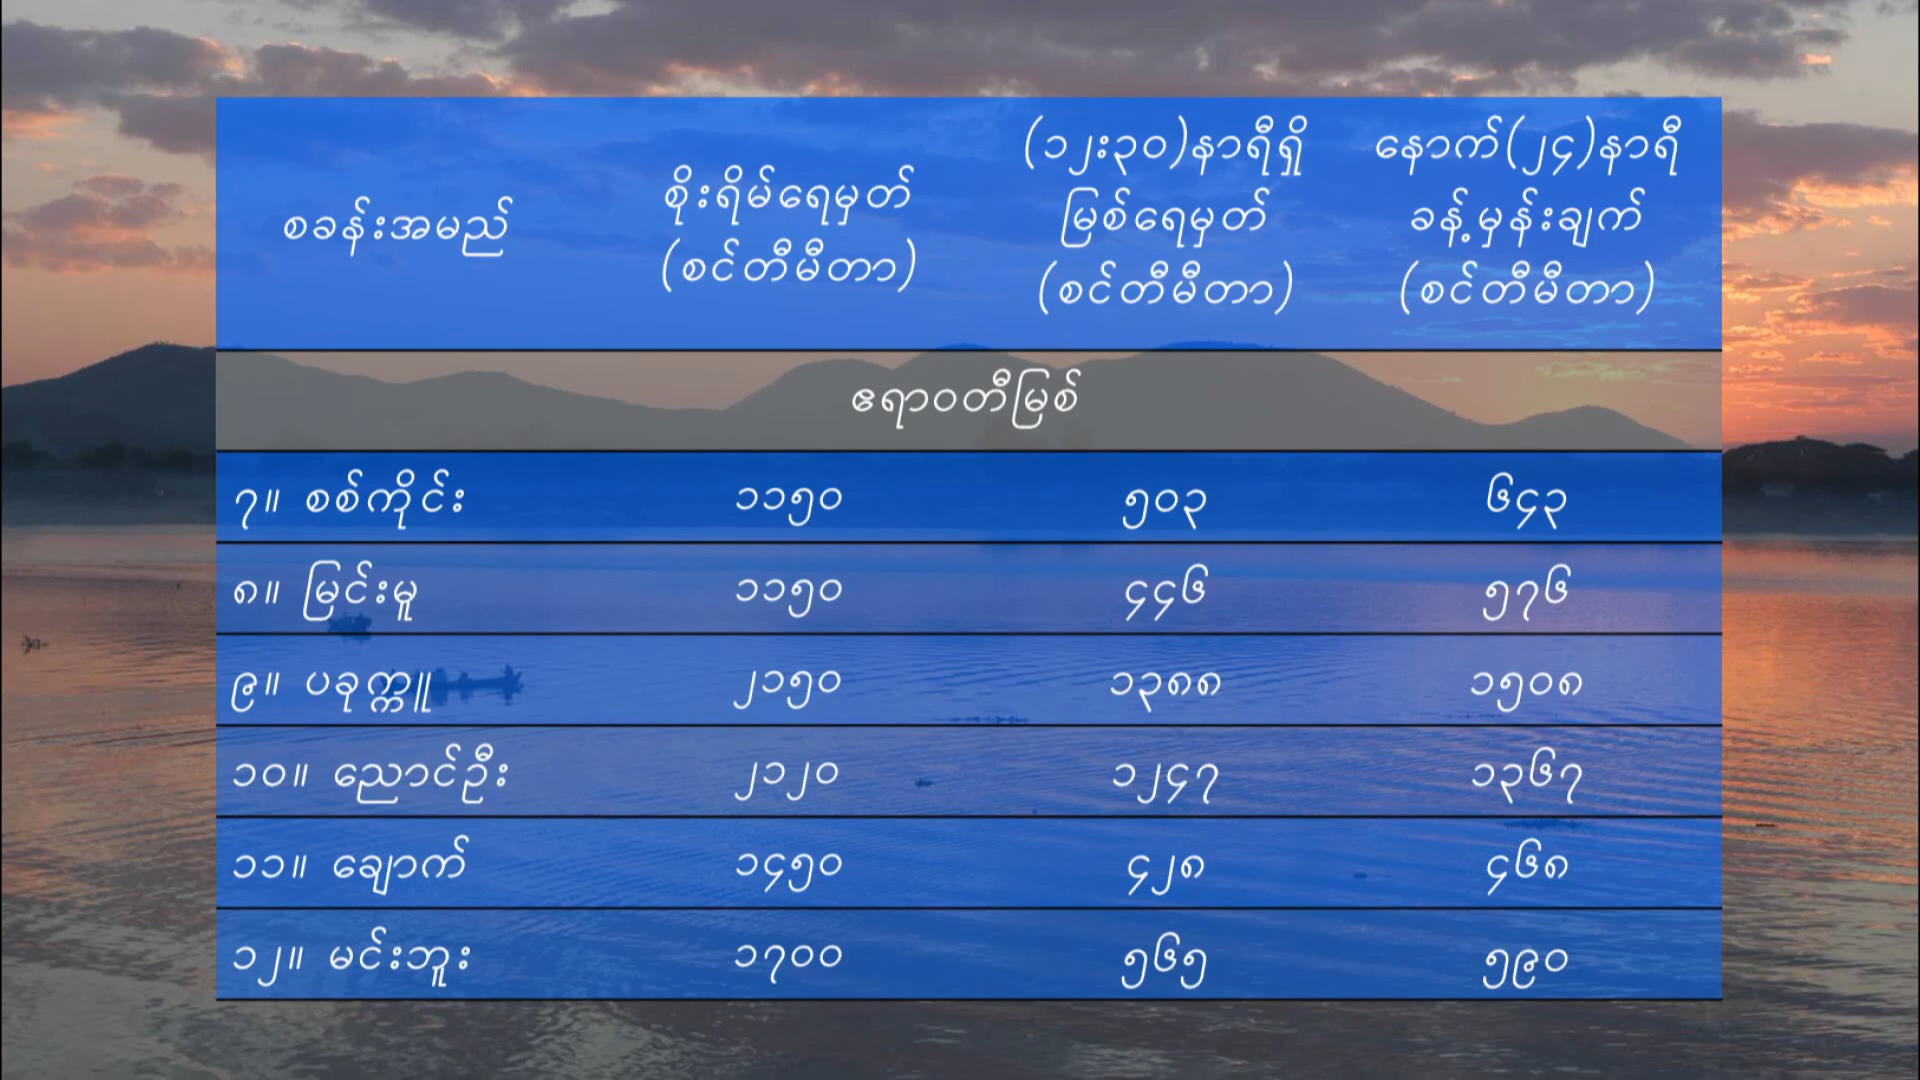 စခန်းအမည်
စိုးရိမ်ရေမှတ်
(စင်တီမီတာ)
(၁၂း၃၀)နာရီရှိ
မြစ်ရေမှတ်
(စင်တီမီတာ)
နောက်(၂၄)နာရီ
ခန့်မှန်းချက်
(စင်တီမီတာ)
ဧရာဝတီမြစ်
၇။ စစ်ကိုင်း ၁၁၅၀ ၅၀၃ ၆၄၃
၈။ မြင်းမူ ၁၁၅၀ ၄၄၆ ၅၇၆
၉။ ပခုက္ကူ ၂၁၅၀ ၁၃၈၈ ၁၅၀၈
၁၀။ ညောင်ဦး ၂၁၂၀ ၁၂၄၇ ၁၃၆၇
၁၁။ ချောက် ၁၄၅၀ ၄၂၈ ၄၆၈
၁၂။ မင်းဘူး ၁၇၀၀ ၅၆၅ ၅၉၀